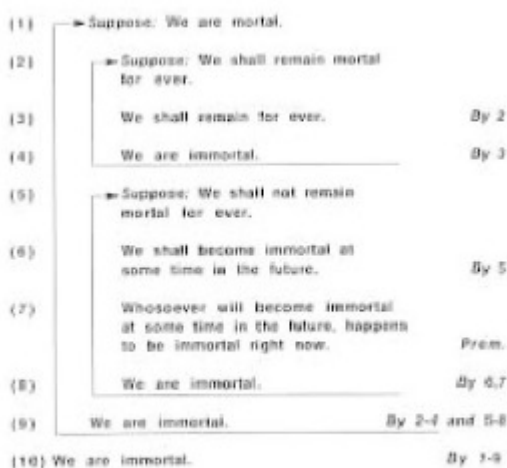 (1) Suppose: We are mortal.
(2) Suppose: We shall remain mortal
for ever.
(3) We shall remain for ever. By 2
(4) We are immortal. By 3
(5) Suppose: We shall not remain
mortal for ever.
(6) We shall become immortal at
some time in the future. By 5
(7) Whosoever will become immortal
at some time in the future, happens
to be immortal right now. Prem.
(8) We are immortal. By 6,7
(9) We are immortal. By 2-4 and 5-8
(10) We are immortal. By 1-9